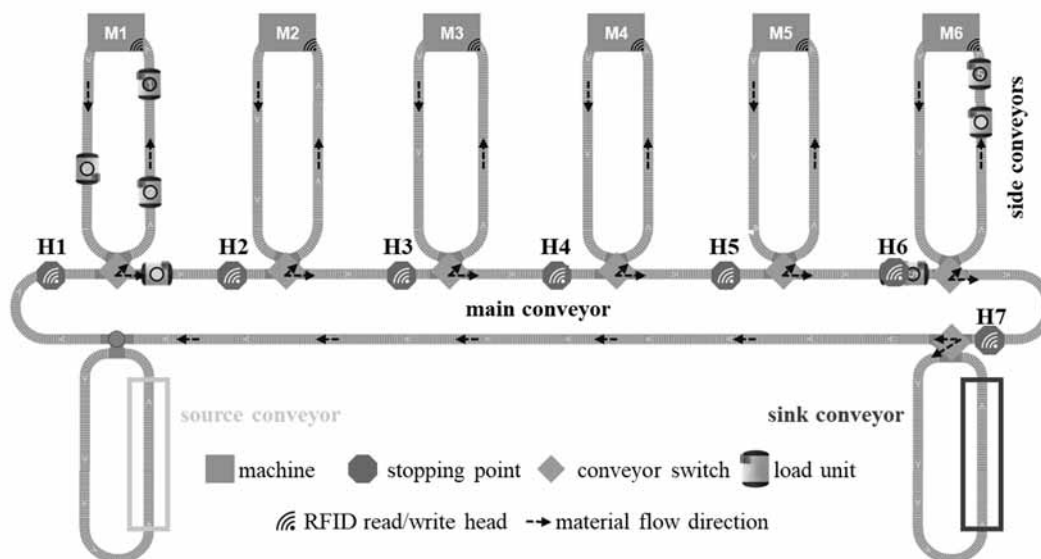 M1 M2 M3 M4 M5 M6
side conveyors
H1 H2 H3 H4 H5 H6
main conveyor
H7
source conveyor
sink conveyor
machine stopping point conveyor switch load unit
RFID read/write head material flow direction